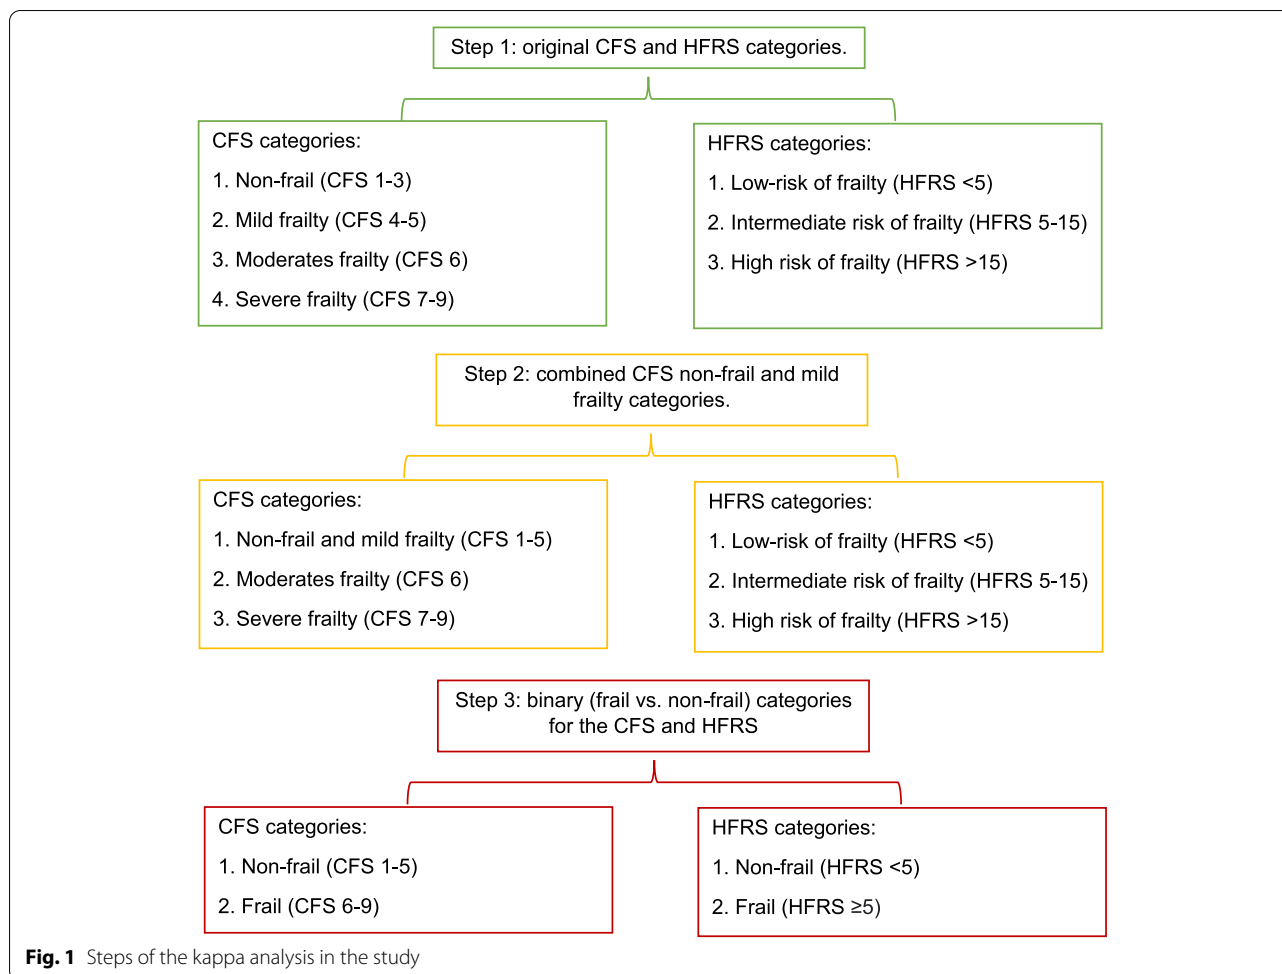 Step 1: original CFS and HFRS categories.
CFS categories:
1. Non-frail (CFS 1-3)
2. Mild frailty (CFS 4-5)
3. Moderates frailty (CFS 6)
4. Severe frailty (CFS 7-9)
HFRS categories:
1. Low-risk of frailty (HFRS <5)
2. Intermediate risk of frailty (HFRS 5-15)
3. High risk of frailty (HFRS >15)
Step 2: combined CFS non-frail and mild
frailty categories.
CFS categories:
1. Non-frail and mild frailty (CFS 1-5)
2. Moderates frailty (CFS 6)
3. Severe frailty (CFS 7-9)
HFRS categories:
1. Low-risk of frailty (HFRS <5)
2. Intermediate risk of frailty (HFRS 5-15)
3. High risk of frailty (HFRS >15)
Step 3: binary (frail vs. non-frail) categories
for the CFS and HFRS
CFS categories:
1. Non-frail (CFS 1-5)
2. Frail (CFS 6-9)
HFRS categories:
1. Non-frail (HFRS <5)
2. Frail (HFRS ≥5)
Fig. 1 Steps of the kappa analysis in the study